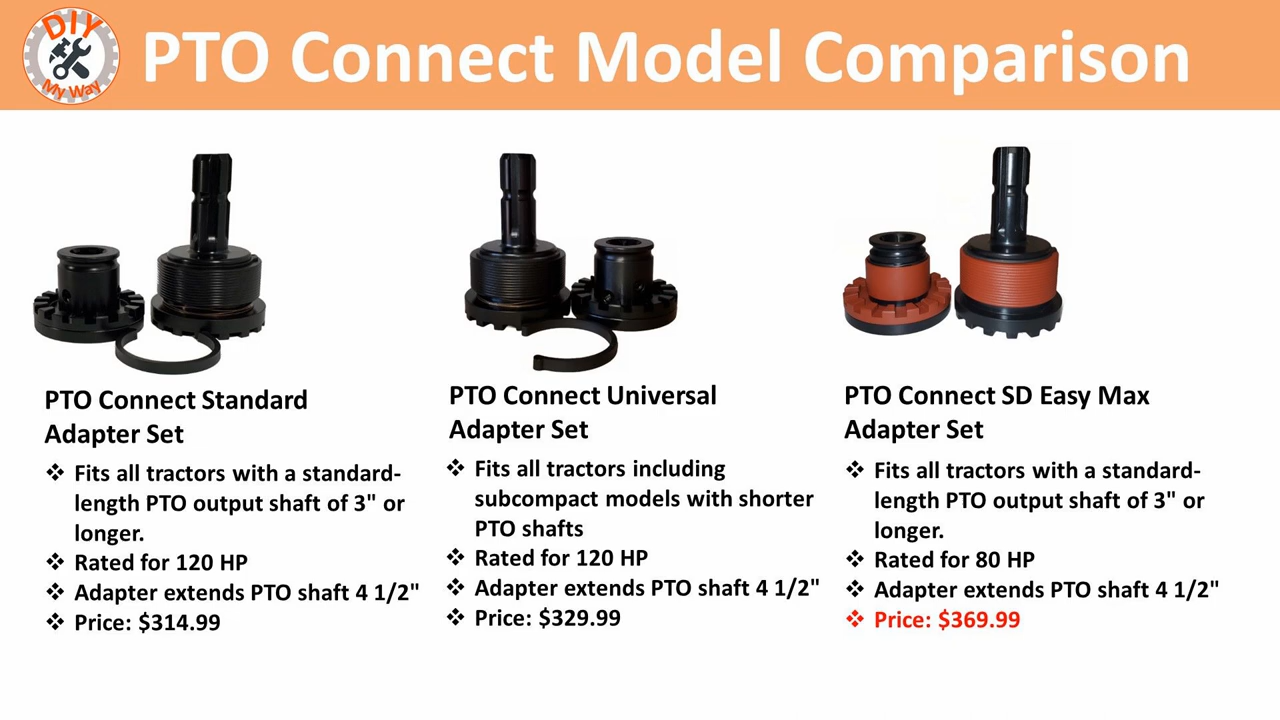 DIY
My Way
PTO Connect Model Comparison
PTO Connect Standard
Adapter Set
❖ Fits all tractors with a standard-
length PTO output shaft of 3" or
longer.
❖ Rated for 120 HP
❖ Adapter extends PTO shaft 4 1/2"
❖ Price: $314.99
PTO Connect Universal
Adapter Set
❖ Fits all tractors including
subcompact models with shorter
PTO shafts
❖ Rated for 120 HP
❖ Adapter extends PTO shaft 4 1/2"
❖ Price: $329.99
PTO Connect SD Easy Max
Adapter Set
❖ Fits all tractors with a standard-
length PTO output shaft of 3" or
longer.
❖ Rated for 80 HP
❖ Adapter extends PTO shaft 4 1/2"
❖ Price: $369.99